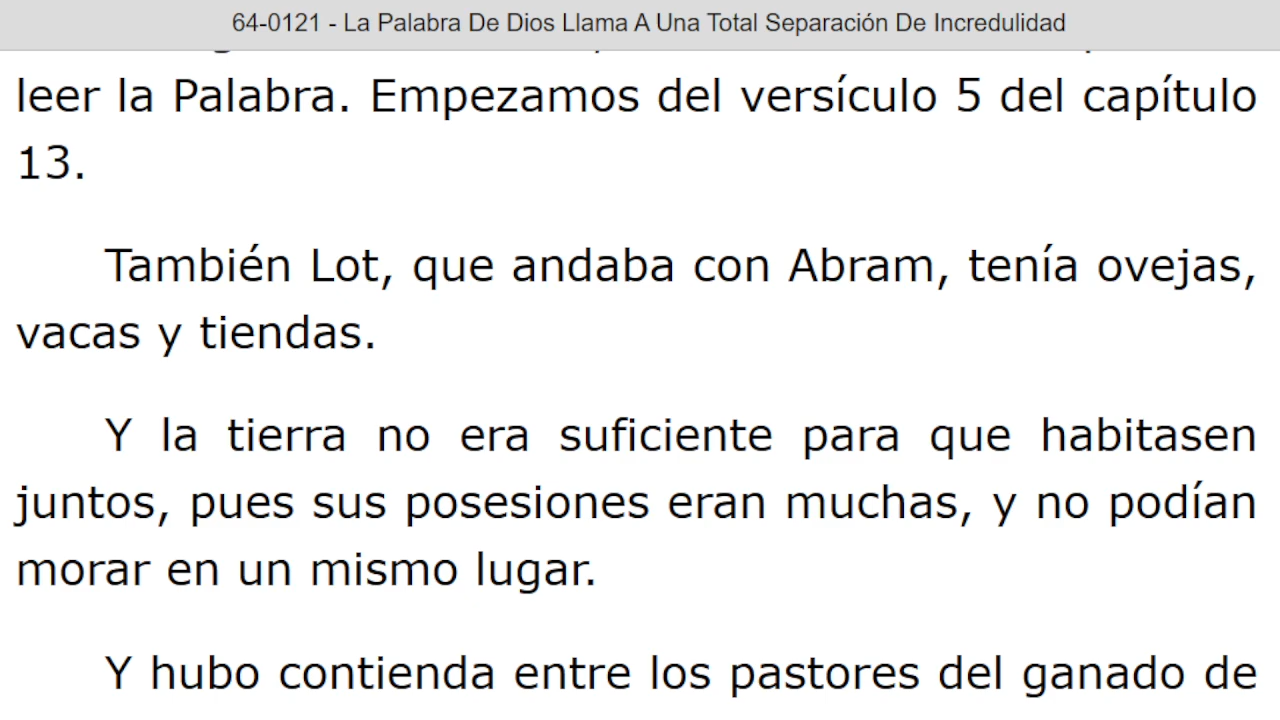 64-0121 - La Palabra De Dios Llama A Una Total Separación De Incredulidad
leer la Palabra. Empezamos del versículo 5 del capítulo
13.
También Lot, que andaba con Abram, tenía ovejas,
vacas y tiendas.
Y la tierra no era suficiente para que habitasen
juntos, pues sus posesiones eran muchas, y no podían
morar en un mismo lugar.
Y hubo contienda entre los pastores del ganado de